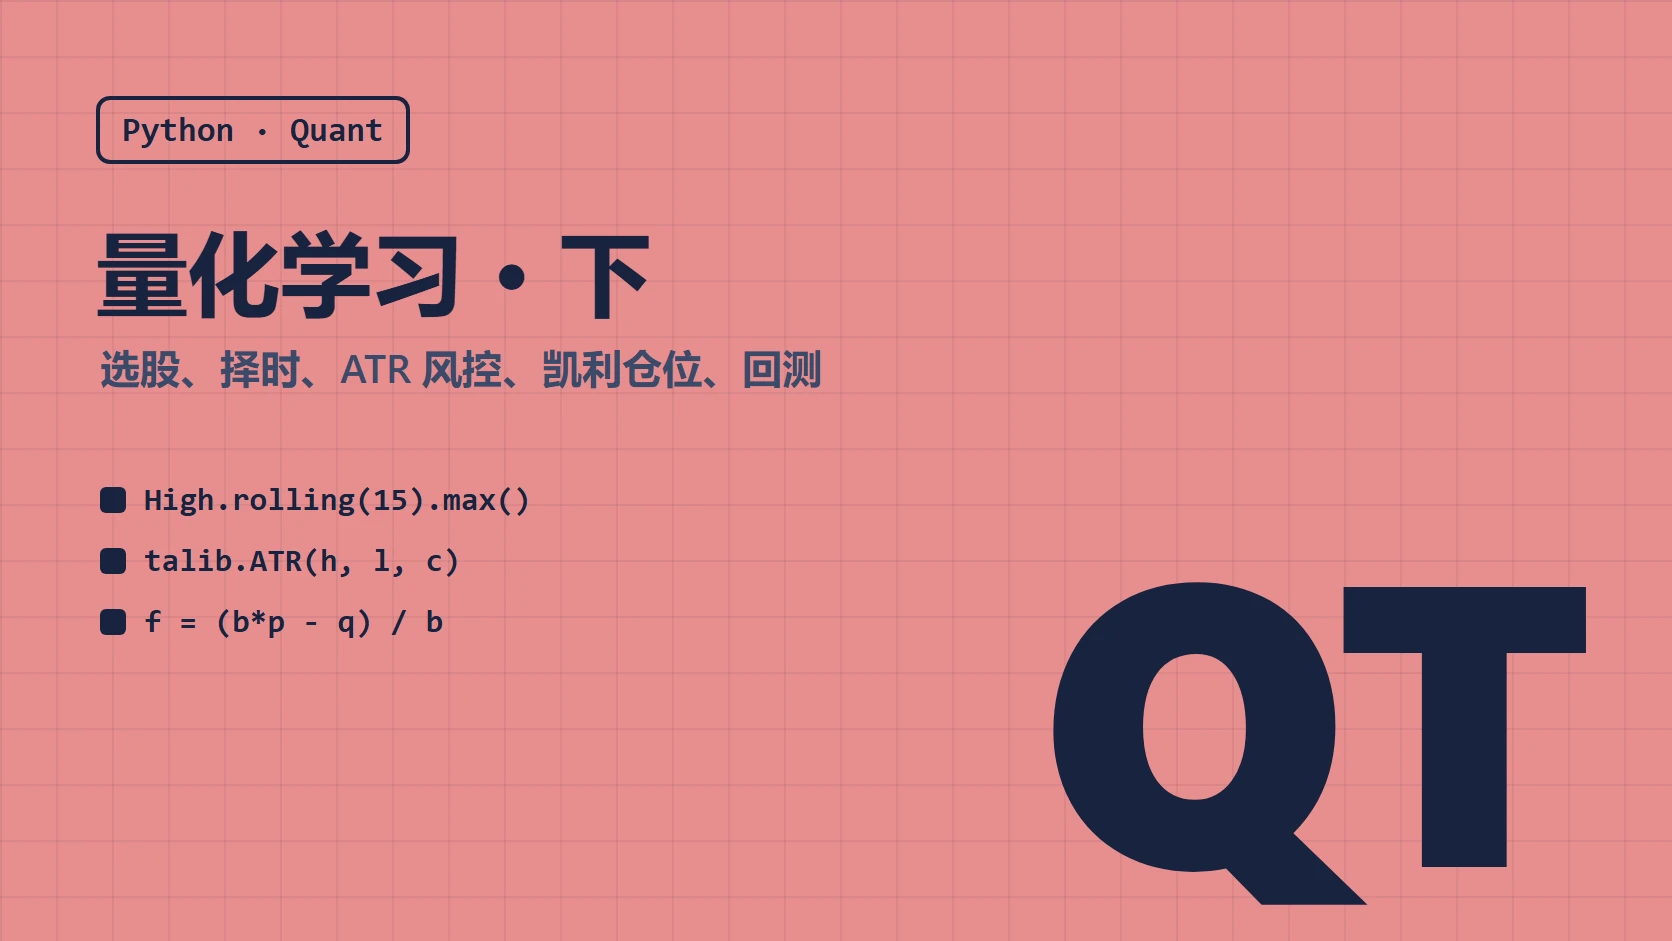 Python · Quant
量化学习 · 下
选股、择时、ATR 风控、凯利仓位、回测
High.rolling(15).max()
talib.ATR(h, l, c)
f = (b*p - q) / b
QT